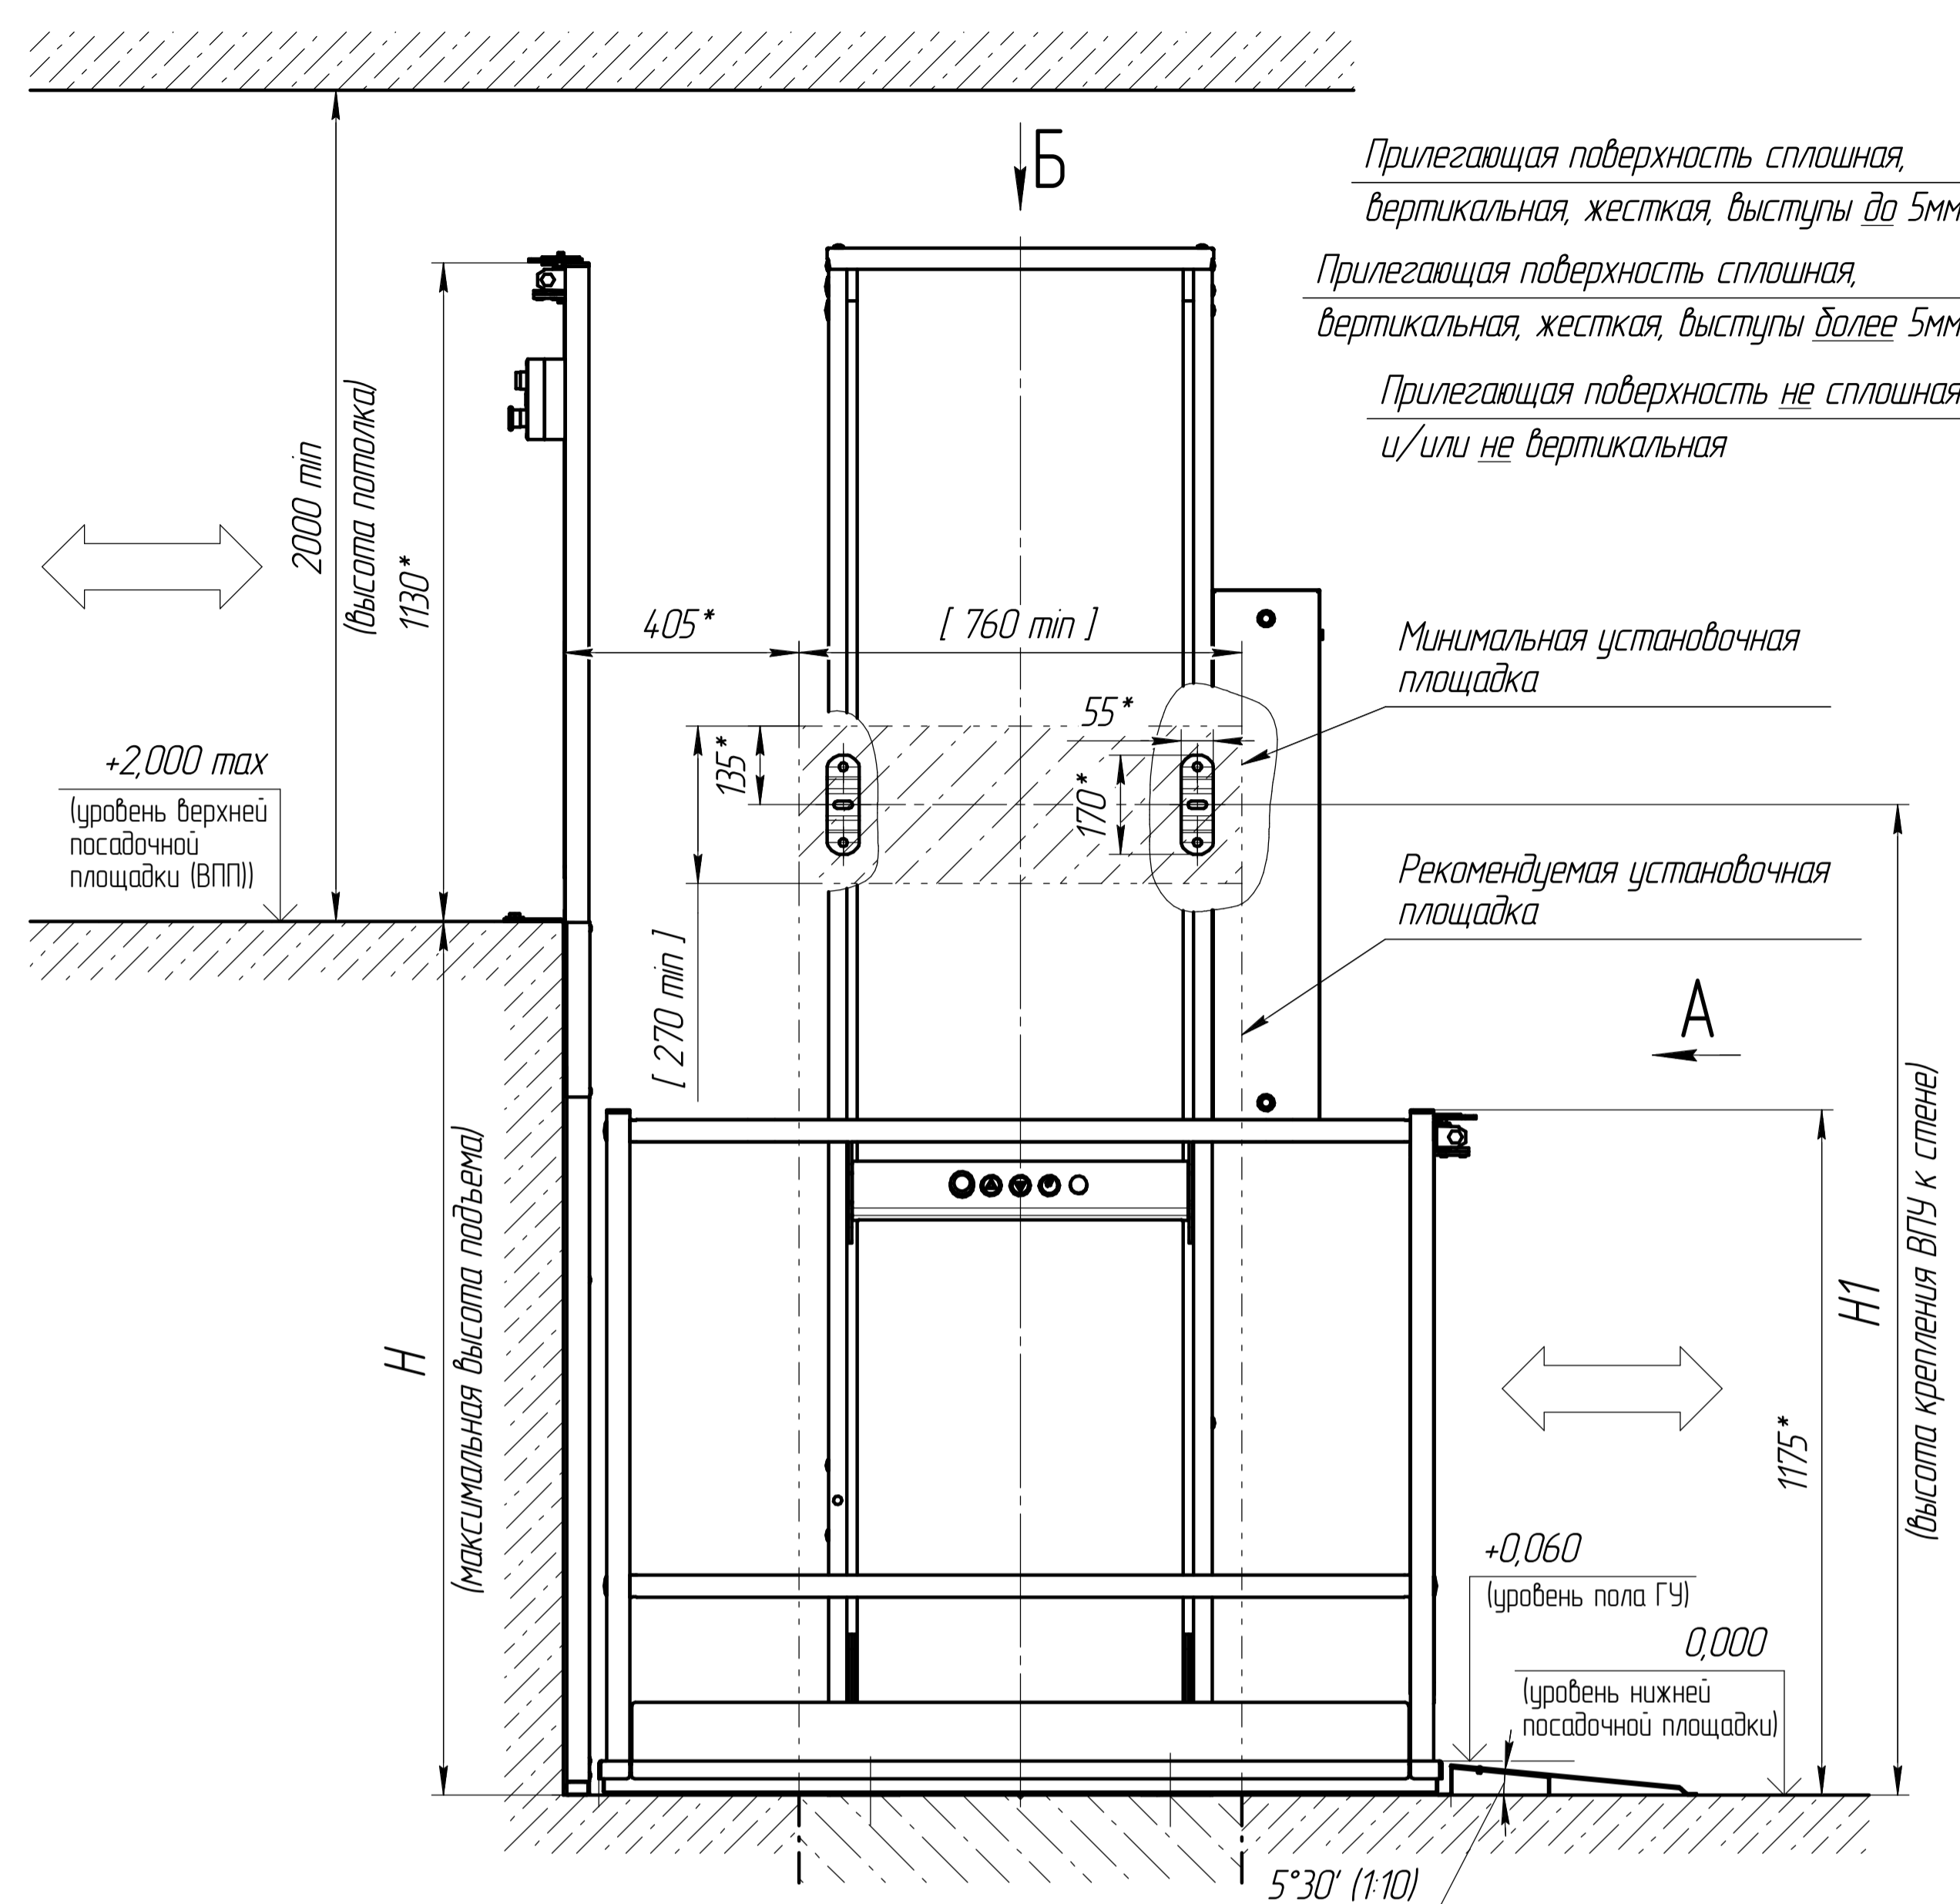 Б
Прилегающая поверхность сплошная,
вертикальная, жесткая, выступы до 5мм
Прилегающая поверхность сплошная,
вертикальная, жесткая, выступы более 5мм
Прилегающая поверхность не сплошная
и/или не вертикальная
2000 min
(высота потолка)
1130*
405*
[ 760 min ]
Минимальная установочная
площадка
55*
135*
170*
+2,000 max
(уровень верхней
посадочной
площадки (ВПП))
Рекомендуемая установочная
площадка
[ 270 min ]
А
H
(максимальная высота подъема)
H1
(высота крепления ВПУ к стене)
1175*
+0,060
(уровень пола ГУ)
0,000
(уровень нижней
посадочной площадки)
5°30' (1:10)